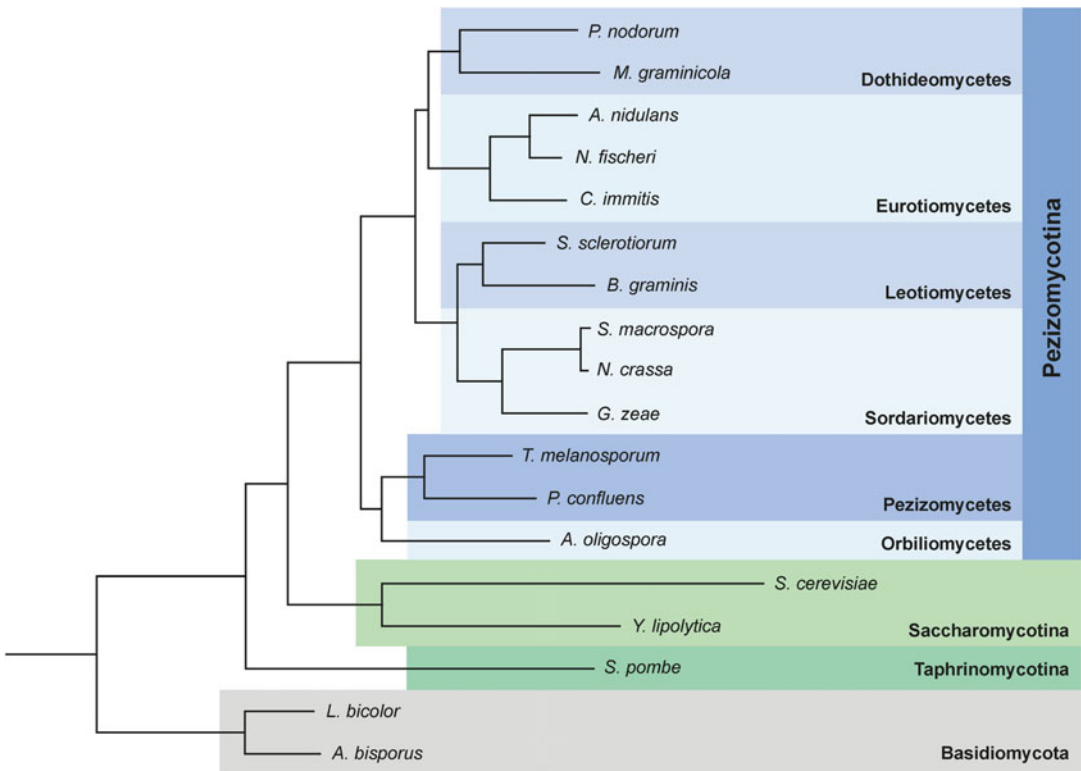 P. nodorum
M. graminicola
Dothideomycetes
A. nidulans
N. fischeri
C. immitis
Eurotiomycetes
S. sclerotiorum
B. graminis
Leotiomycetes
S. macrospora
N. crassa
G. zeae
Sordariomycetes
Pezizomycotina
T. melanosporum
P. confluens
Pezizomycetes
A. oligospora
Orbiliomycetes
S. cerevisiae
Y. lipolytica
Saccharomycotina
S. pombe
Taphrinomycotina
L. bicolor
A. bisporus
Basidiomycota